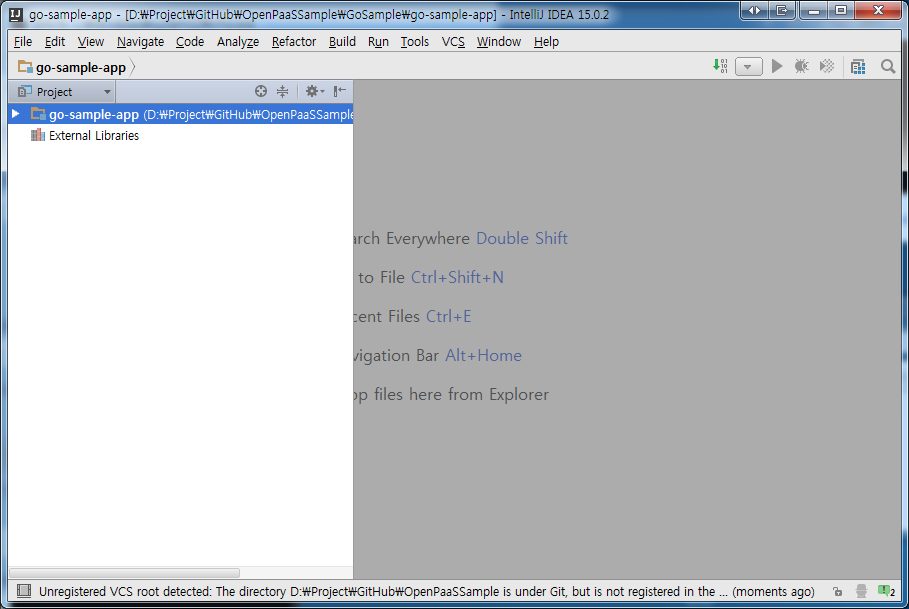 go-sample-app - [D:₩Project₩GitHub₩OpenPaaSSample₩GoSample₩go-sample-app] - IntelliJ IDEA 15.0.2
File Edit View Navigate Code Analyze Refactor Build Run Tools VCS Window Help
go-sample-app
Project
go-sample-app (D:₩Project₩GitHub₩OpenPaaSSample
External Libraries
arch Everywhere Double Shift
to File Ctrl+Shift+N
cent Files Ctrl+E
vigation Bar Alt+Home
op files here from Explorer
Unregistered VCS root detected: The directory D:₩Project₩GitHub₩OpenPaaSSample is under Git, but is not registered in the ... (moments ago) 2